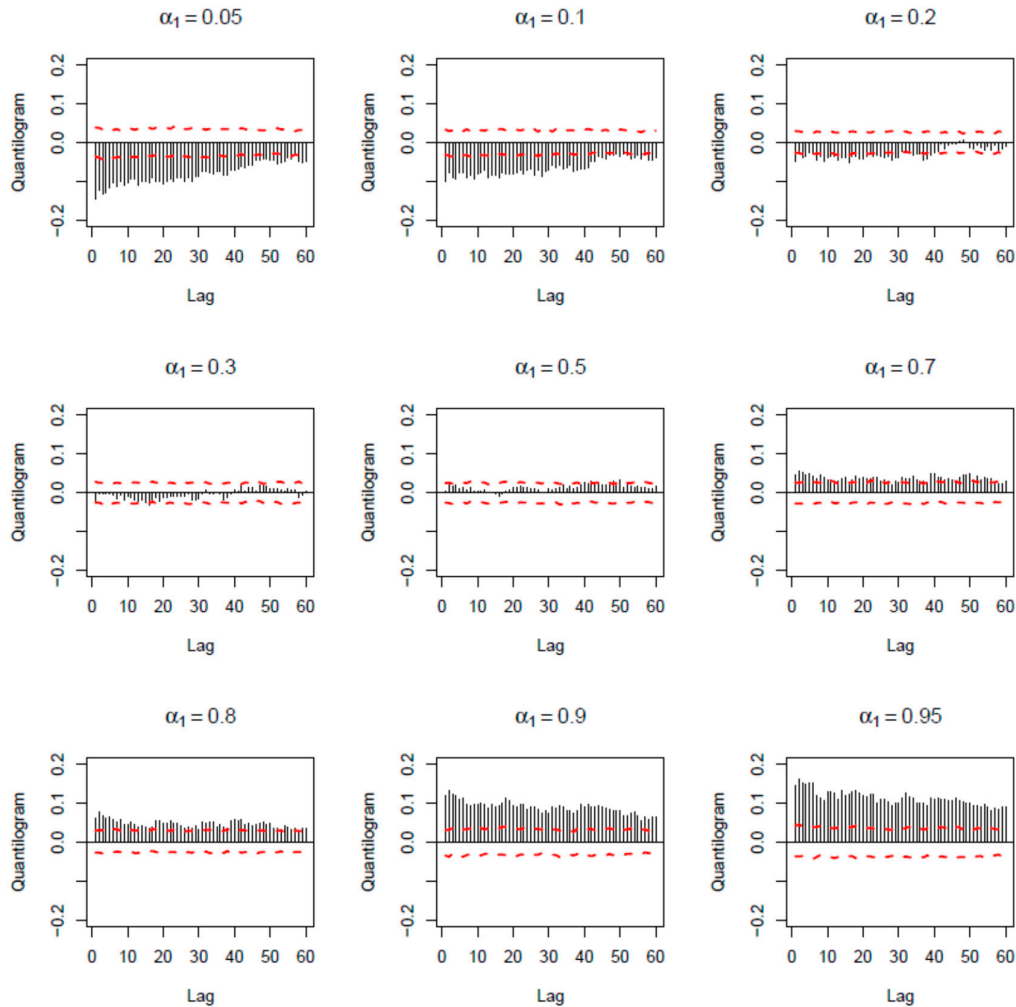 α₁ = 0.05 α₁ = 0.1 α₁ = 0.2
Quantilogram Quantilogram Quantilogram
0.2 0.2 0.2
0.1 0.1 0.1
0.0 0.0 0.0
−0.2 −0.2 −0.2
0 10 20 30 40 50 60 0 10 20 30 40 50 60 0 10 20 30 40 50 60
Lag Lag Lag
α₁ = 0.3 α₁ = 0.5 α₁ = 0.7
Quantilogram Quantilogram Quantilogram
0.2 0.2 0.2
0.1 0.1 0.1
0.0 0.0 0.0
−0.2 −0.2 −0.2
0 10 20 30 40 50 60 0 10 20 30 40 50 60 0 10 20 30 40 50 60
Lag Lag Lag
α₁ = 0.8 α₁ = 0.9 α₁ = 0.95
Quantilogram Quantilogram Quantilogram
0.2 0.2 0.2
0.1 0.1 0.1
0.0 0.0 0.0
−0.2 −0.2 −0.2
0 10 20 30 40 50 60 0 10 20 30 40 50 60 0 10 20 30 40 50 60
Lag Lag Lag